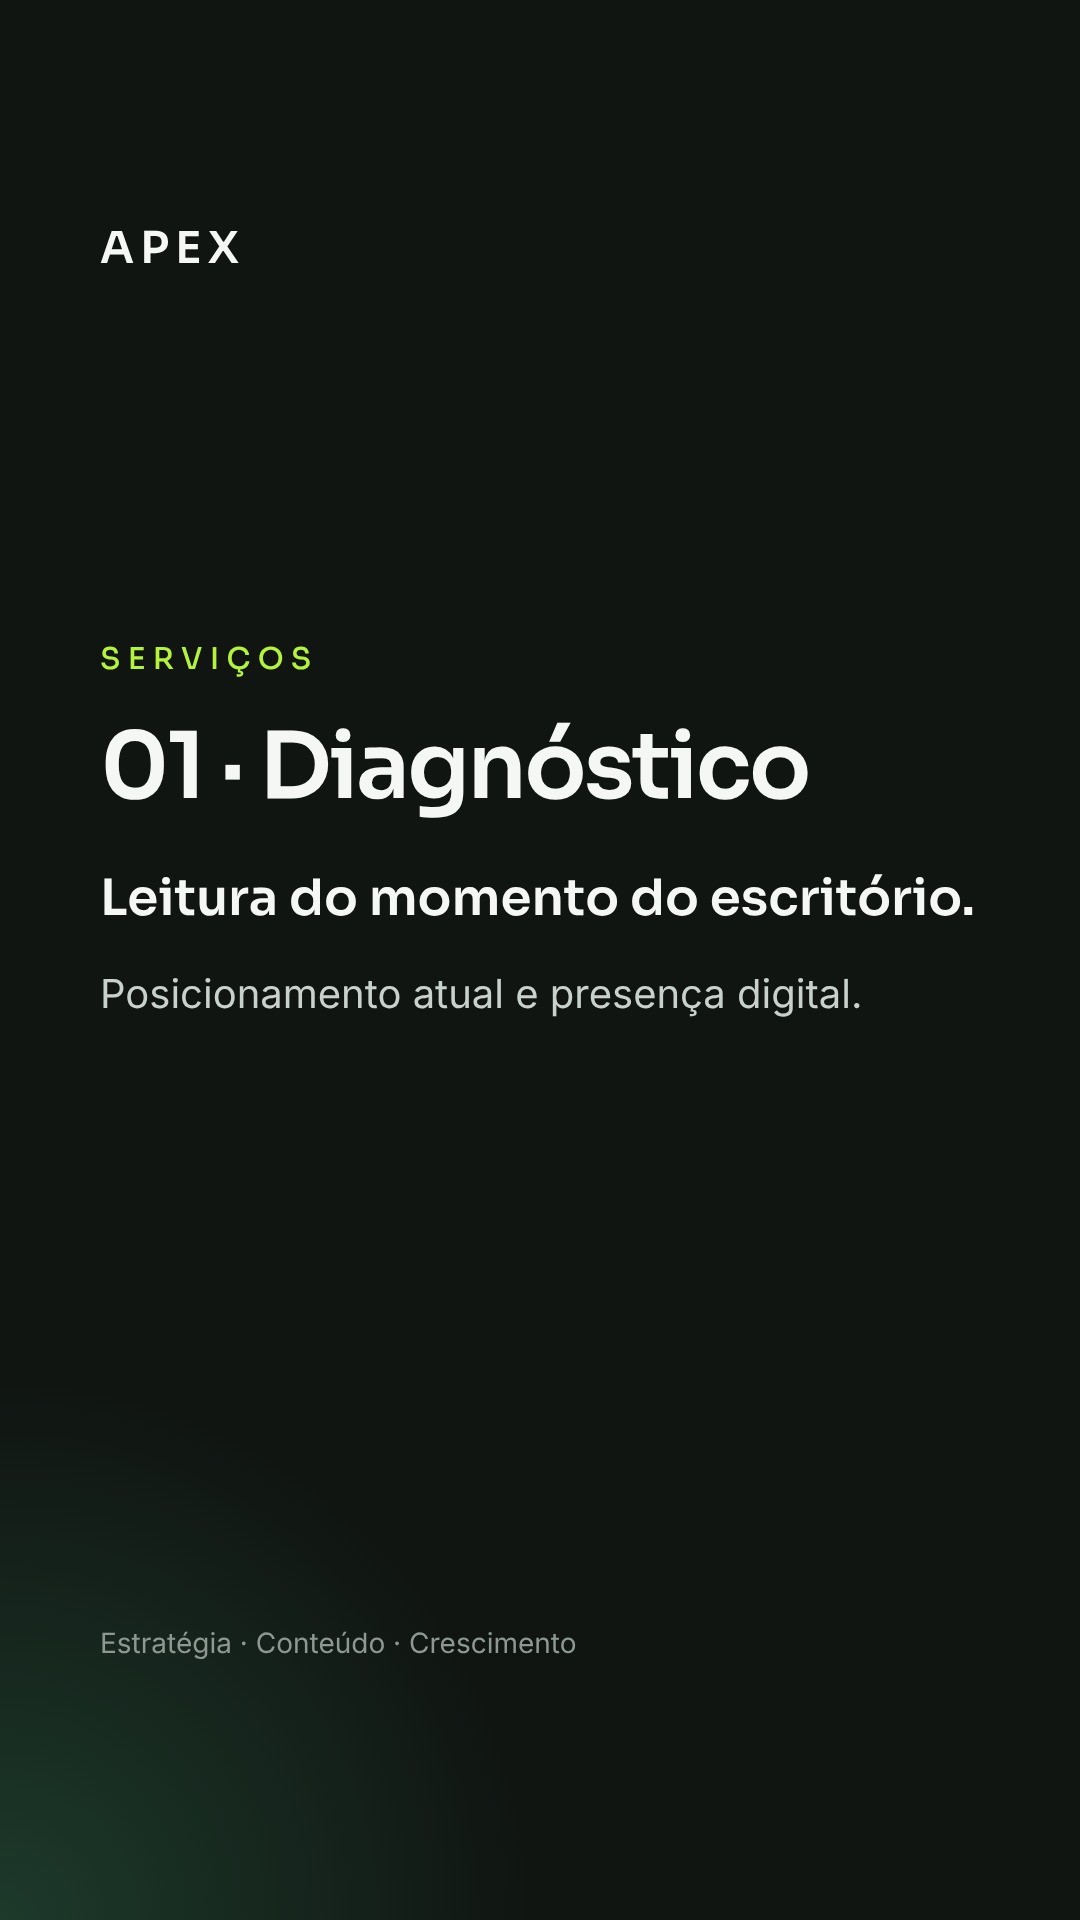 APEX
SERVIÇOS
01 · Diagnóstico
Leitura do momento do escritório.
Posicionamento atual e presença digital.
Estratégia · Conteúdo · Crescimento